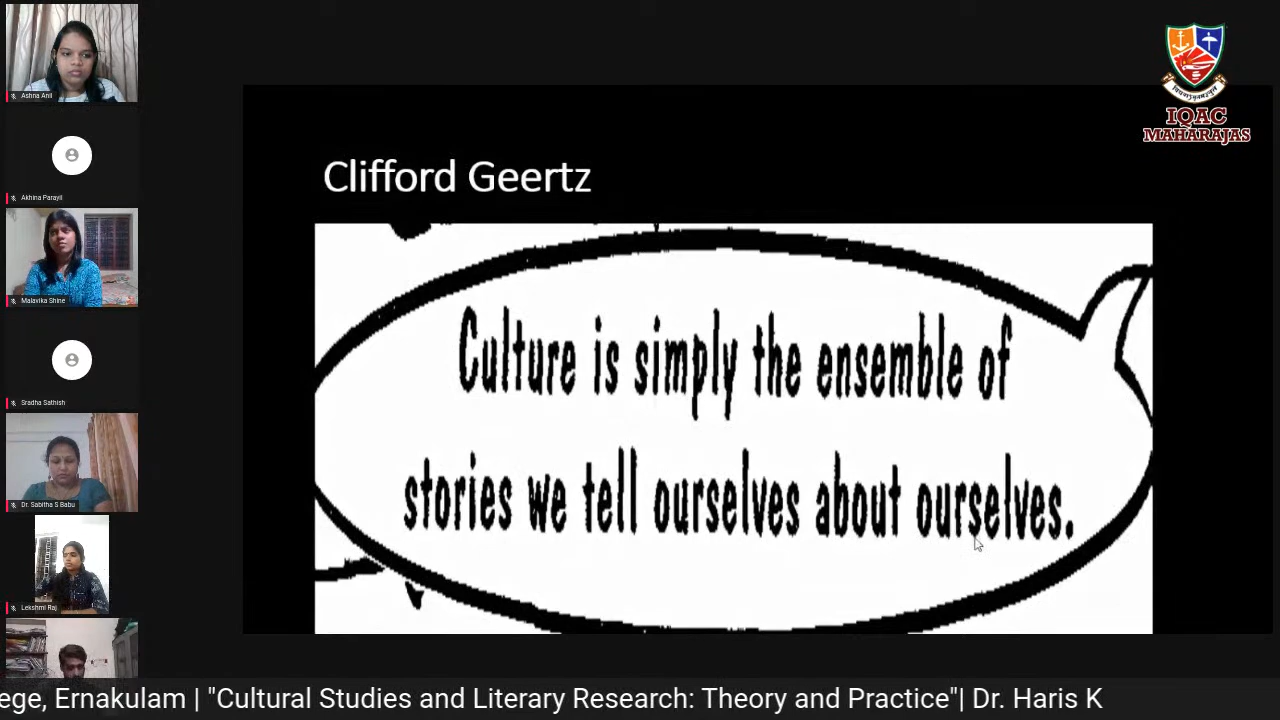 Ashna Anil
Akhina Parayil
Malavika Shine
Sradha Sathish
Dr. Sabitha S Babu
Lekshmi Raj
IQAC
MAHARAJAS
Clifford Geertz
Culture is simply the ensemble of
stories we tell ourselves about ourselves.
ege, Ernakulam | "Cultural Studies and Literary Research: Theory and Practice"| Dr. Haris K